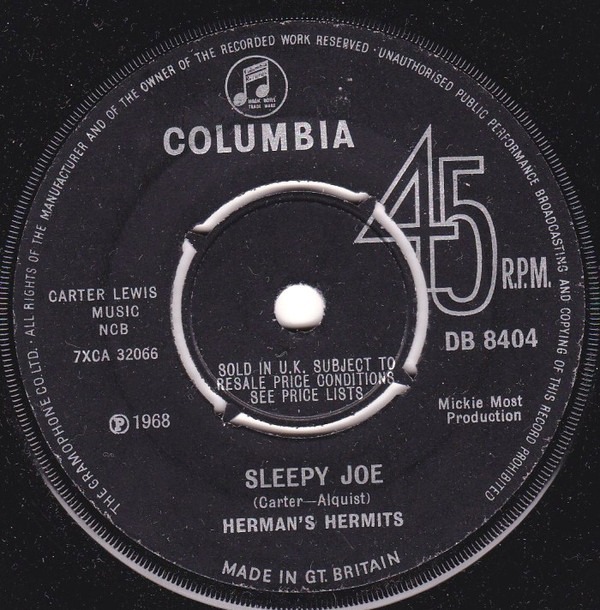 THE GRAMOPHONE CO. LTD. · ALL RIGHTS OF THE MANUFACTURER AND OF THE OWNER OF THE RECORDED WORK RESERVED · UNAUTHORISED PUBLIC PERFORMANCE BROADCASTING AND COPYING OF THIS RECORD PROHIBITED
COLUMBIA
45 R.P.M.
CARTER LEWIS
MUSIC
NCB
7XCA 32066
DB 8404
SOLD IN U.K. SUBJECT TO
RESALE PRICE CONDITIONS,
SEE PRICE LISTS
Ⓟ 1968
Mickie Most
Production
SLEEPY JOE
(Carter—Alquist)
HERMAN'S HERMITS
MADE IN GT. BRITAIN